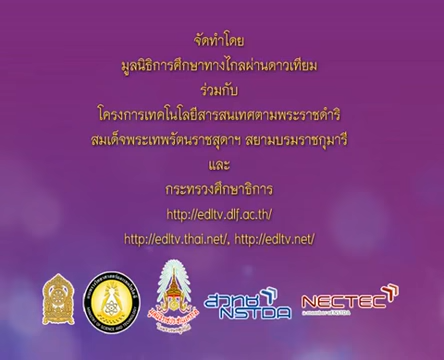 จัดทำโดย
มูลนิธิการศึกษาทางไกลผ่านดาวเทียม
ร่วมกับ
โครงการเทคโนโลยีสารสนเทศตามพระราชดำริ
สมเด็จพระเทพรัตนราชสุดาฯ สยามบรมราชกุมารี
และ
กระทรวงศึกษาธิการ
http://edltv.dlf.ac.th/
http://edltv.thai.net/, http://edltv.net/
สวทช
NSTDA
NECTEC
a member of NSTDA